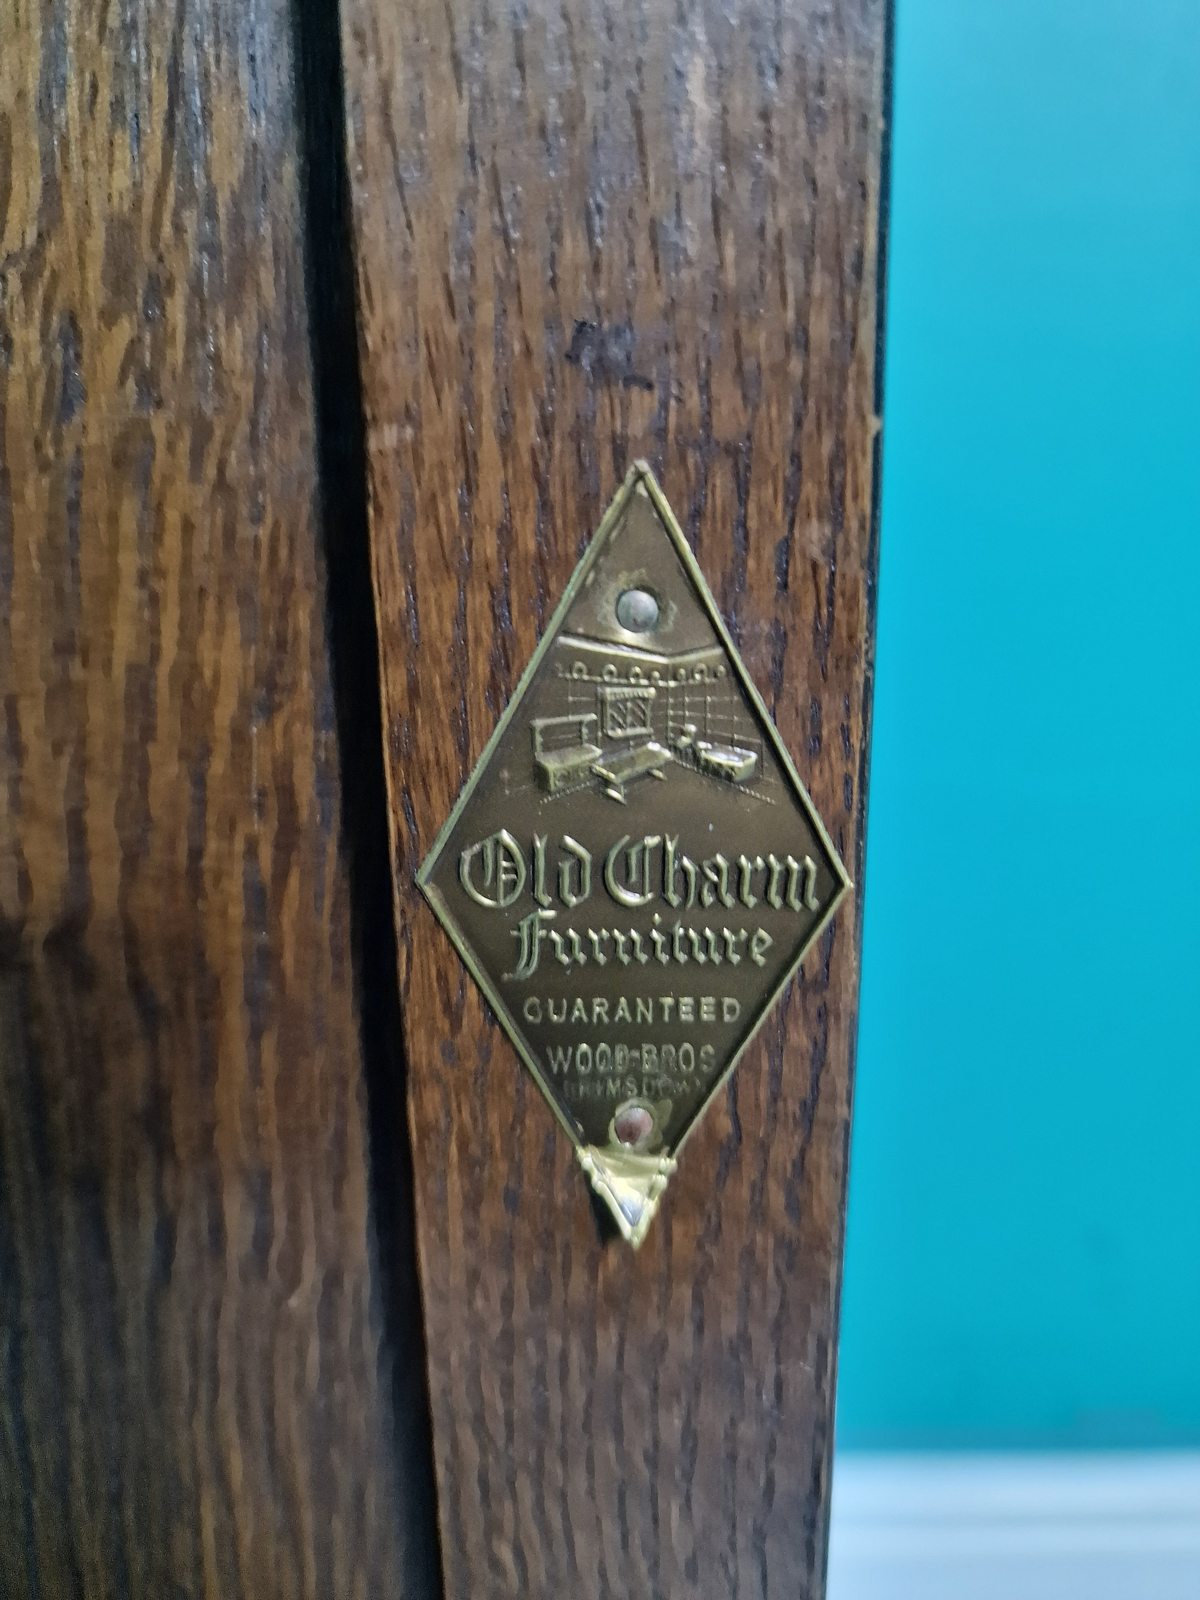 Old Charm
Furniture
GUARANTEED
WOOD BROS